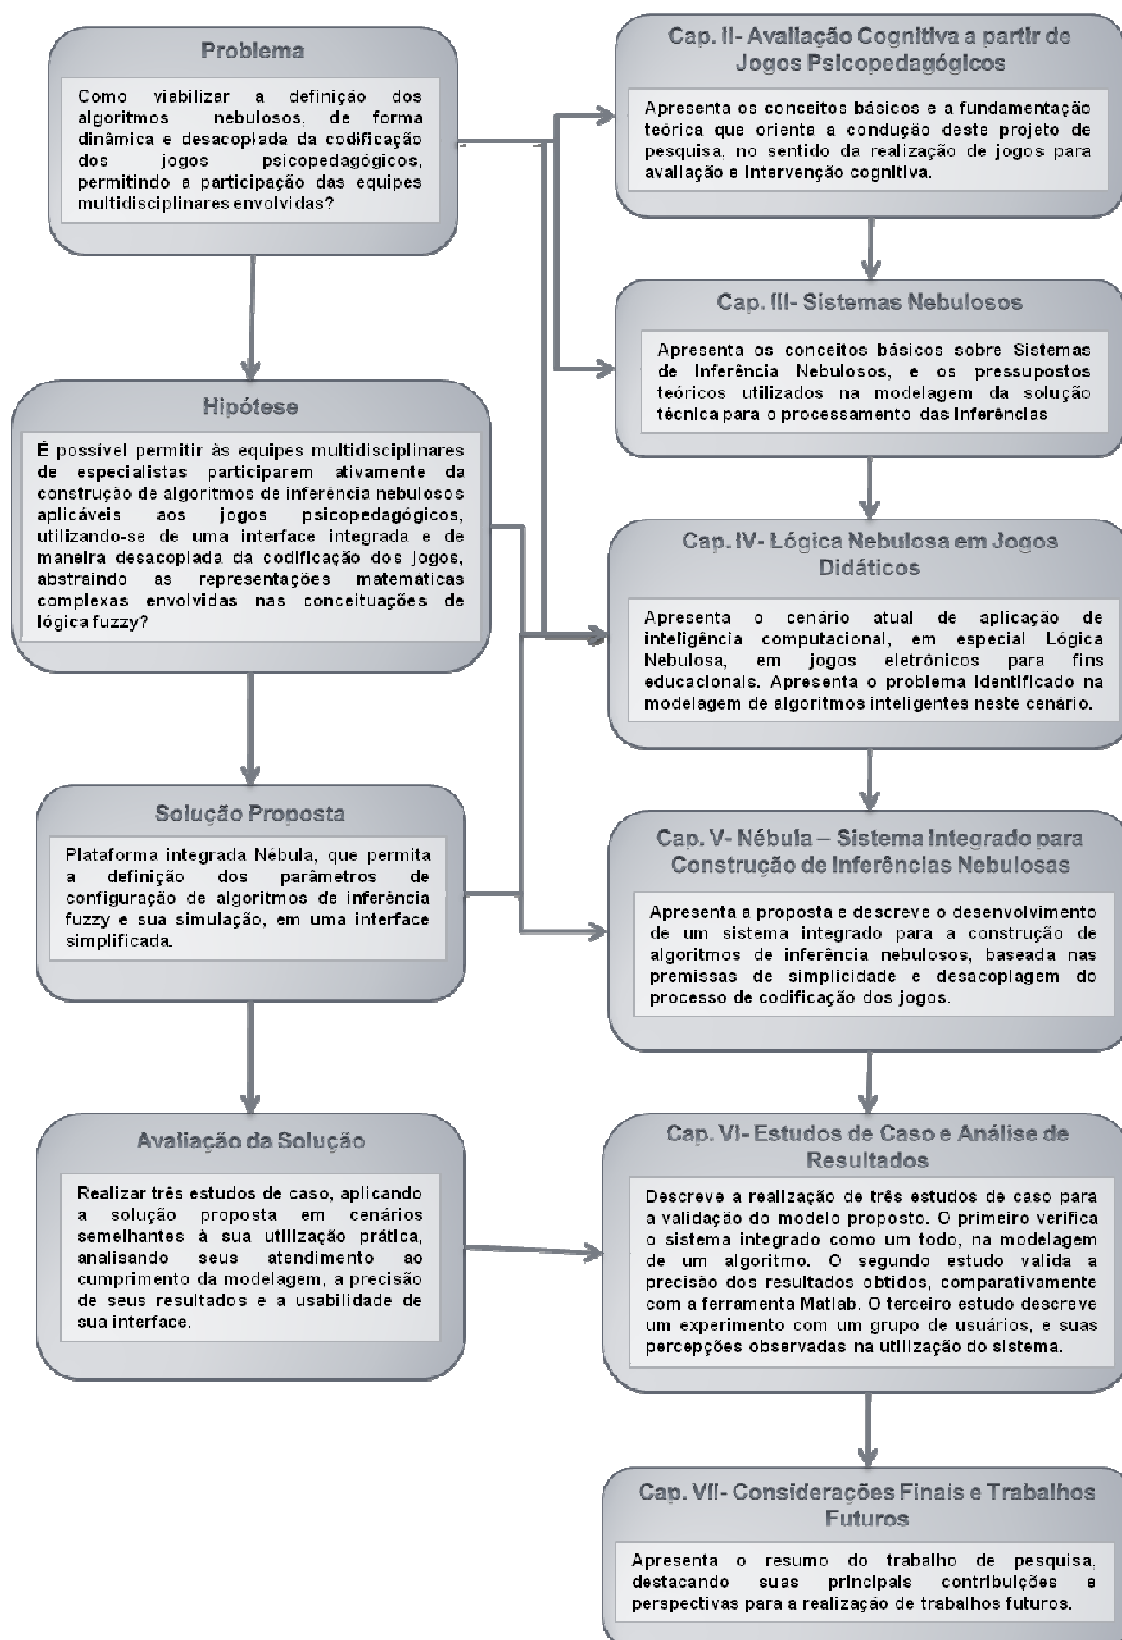 Problema
Como viabilizar a definição dos
algoritmos nebulosos, de forma
dinâmica e desacoplada da codificação
dos jogos psicopedagógicos,
permitindo a participação das equipes
multidisciplinares envolvidas?
Hipótese
É possível permitir às equipes multidisciplinares
de especialistas participarem ativamente da
construção de algoritmos de inferência nebulosos
aplicáveis aos jogos psicopedagógicos,
utilizando-se de uma interface integrada e de
maneira desacoplada da codificação dos jogos,
abstraindo as representações matemáticas
complexas envolvidas nas conceituações de
lógica fuzzy?
Solução Proposta
Plataforma integrada Nébula, que permita
a definição dos parâmetros de
configuração de algoritmos de inferência
fuzzy e sua simulação, em uma interface
simplificada.
Avaliação da Solução
Realizar três estudos de caso, aplicando
a solução proposta em cenários
semelhantes à sua utilização prática,
analisando seus atendimento ao
cumprimento da modelagem, a precisão
de seus resultados e a usabilidade de
sua interface.
Cap. II- Avaliação Cognitiva a partir de
Jogos Psicopedagógicos
Apresenta os conceitos básicos e a fundamentação
teórica que orienta a condução deste projeto de
pesquisa, no sentido da realização de jogos para
avaliação e intervenção cognitiva.
Cap. III- Sistemas Nebulosos
Apresenta os conceitos básicos sobre Sistemas
de Inferência Nebulosos, e os pressupostos
teóricos utilizados na modelagem da solução
técnica para o processamento das inferências
Cap. IV- Lógica Nebulosa em Jogos
Didáticos
Apresenta o cenário atual de aplicação de
inteligência computacional, em especial Lógica
Nebulosa, em jogos eletrônicos para fins
educacionais. Apresenta o problema identificado na
modelagem de algoritmos inteligentes neste cenário.
Cap. V- Nébula – Sistema Integrado para
Construção de Inferências Nebulosas
Apresenta a proposta e descreve o desenvolvimento
de um sistema integrado para a construção de
algoritmos de inferência nebulosos, baseada nas
premissas de simplicidade e desacoplagem do
processo de codificação dos jogos.
Cap. VI- Estudos de Caso e Análise de
Resultados
Descreve a realização de três estudos de caso para
a validação do modelo proposto. O primeiro verifica
o sistema integrado como um todo, na modelagem
de um algoritmo. O segundo estudo valida a
precisão dos resultados obtidos, comparativamente
com a ferramenta Matlab. O terceiro estudo descreve
um experimento com um grupo de usuários, e suas
percepções observadas na utilização do sistema.
Cap. VII- Considerações Finais e Trabalhos
Futuros
Apresenta o resumo do trabalho de pesquisa,
destacando suas principais contribuições e
perspectivas para a realização de trabalhos futuros.